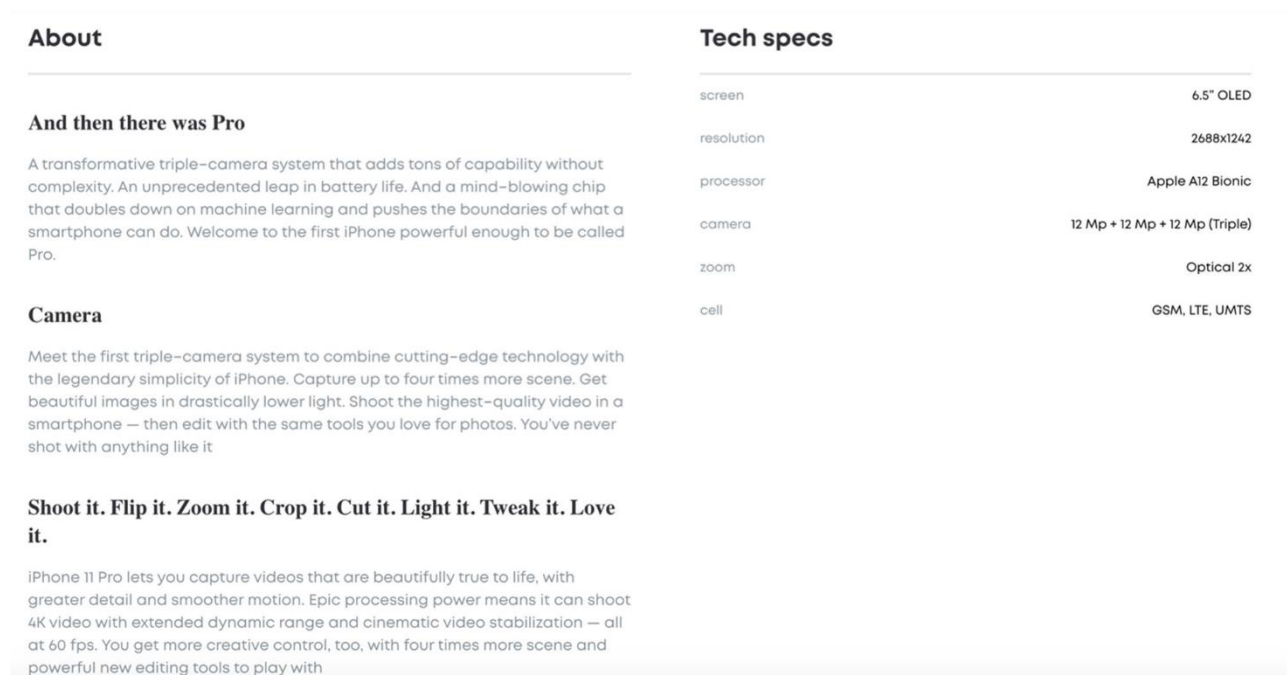 About
And then there was Pro
A transformative triple-camera system that adds tons of capability without
complexity. An unprecedented leap in battery life. And a mind-blowing chip
that doubles down on machine learning and pushes the boundaries of what a
smartphone can do. Welcome to the first iPhone powerful enough to be called
Pro.
Camera
Meet the first triple-camera system to combine cutting-edge technology with
the legendary simplicity of iPhone. Capture up to four times more scene. Get
beautiful images in drastically lower light. Shoot the highest-quality video in a
smartphone — then edit with the same tools you love for photos. You've never
shot with anything like it
Shoot it. Flip it. Zoom it. Crop it. Cut it. Light it. Tweak it. Love
it.
iPhone 11 Pro lets you capture videos that are beautifully true to life, with
greater detail and smoother motion. Epic processing power means it can shoot
4K video with extended dynamic range and cinematic video stabilization — all
at 60 fps. You get more creative control, too, with four times more scene and
powerful new editing tools to play with
Tech specs
screen 6.5" OLED
resolution 2688x1242
processor Apple A12 Bionic
camera 12 Mp + 12 Mp + 12 Mp (Triple)
zoom Optical 2x
cell GSM, LTE, UMTS